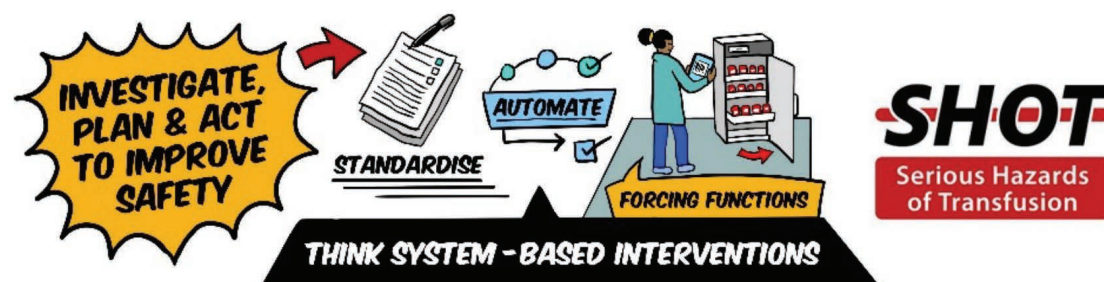 INVESTIGATE,
PLAN & ACT
TO IMPROVE
SAFETY
STANDARDISE
AUTOMATE
FORCING FUNCTIONS
THINK SYSTEM-BASED INTERVENTIONS
SHOT
Serious Hazards
of Transfusion